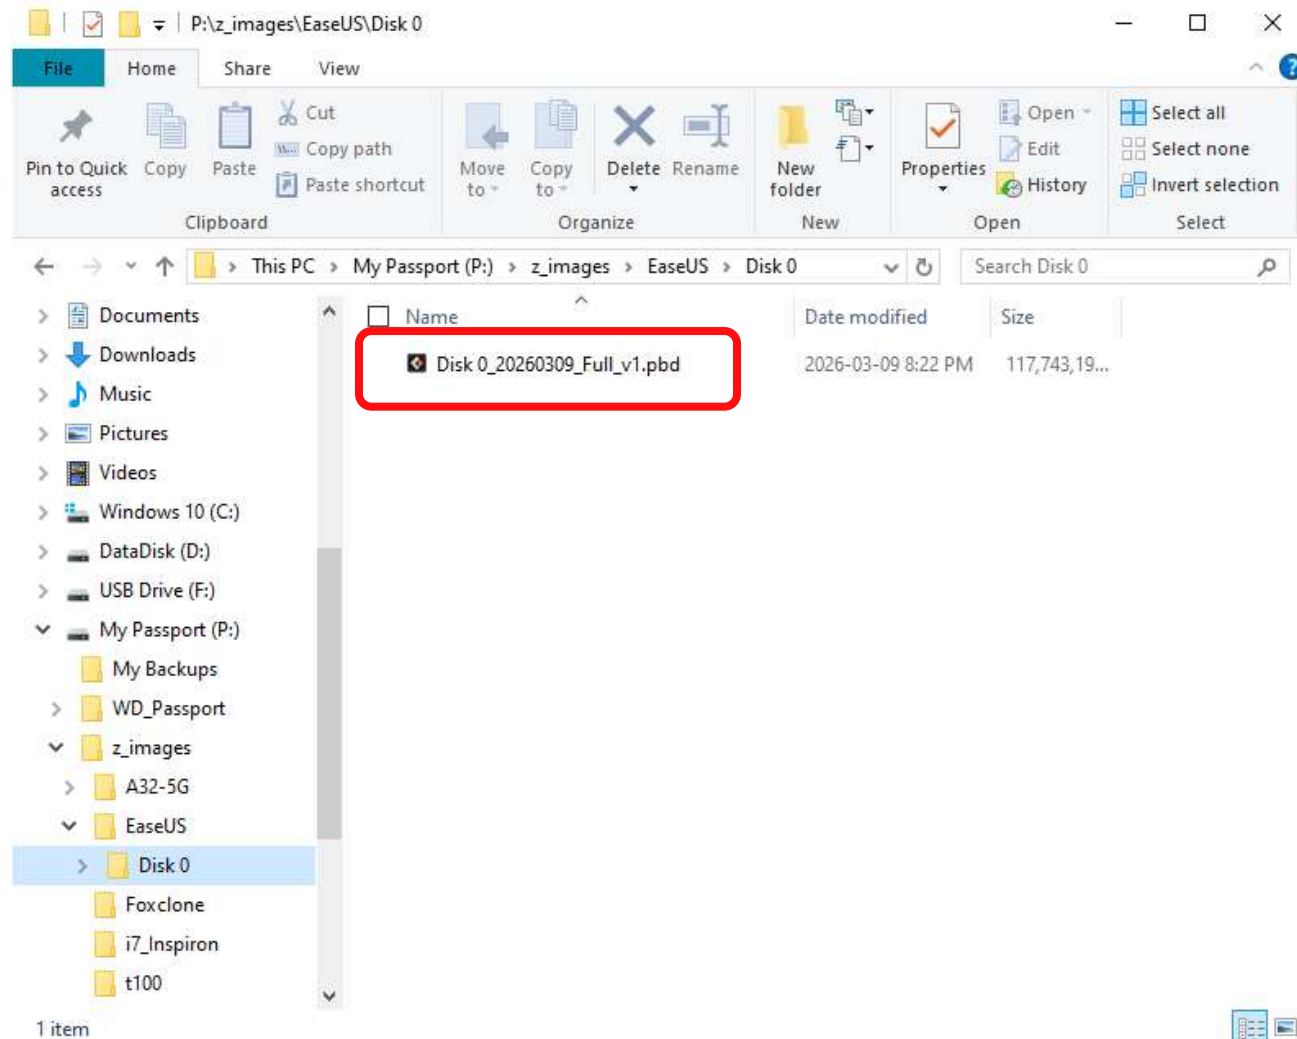 P:\z_images\EaseUS\Disk 0
File Home Share View
Pin to Quick access
Copy
Paste
Cut
Copy path
Paste shortcut
Clipboard
Move to
Copy to
Delete
Rename
Organize
New folder
New
Properties
Open
Edit
History
Open
Select all
Select none
Invert selection
Select
This PC > My Passport (P:) > z_images > EaseUS > Disk 0
Search Disk 0
Documents
Downloads
Music
Pictures
Videos
Windows 10 (C:)
DataDisk (D:)
USB Drive (F:)
My Passport (P:)
My Backups
WD_Passport
z_images
A32-5G
EaseUS
Disk 0
Foxclone
i7_Inspiron
t100
Name Date modified Size
Disk 0_20260309_Full_v1.pbd 2026-03-09 8:22 PM 117,743,19...
1 item